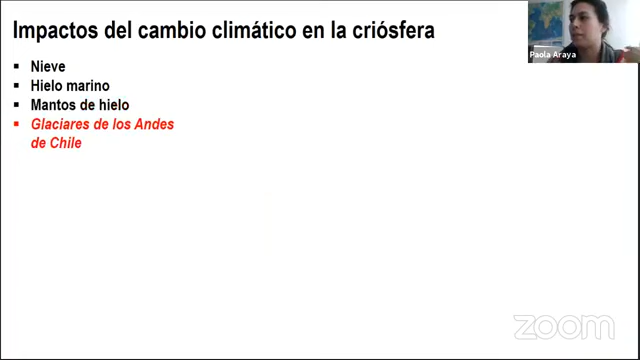 Impactos del cambio climático en la criósfera
Paola Araya
▪ Nieve
▪ Hielo marino
▪ Mantos de hielo
▪ Glaciares de los Andes
de Chile
zoom